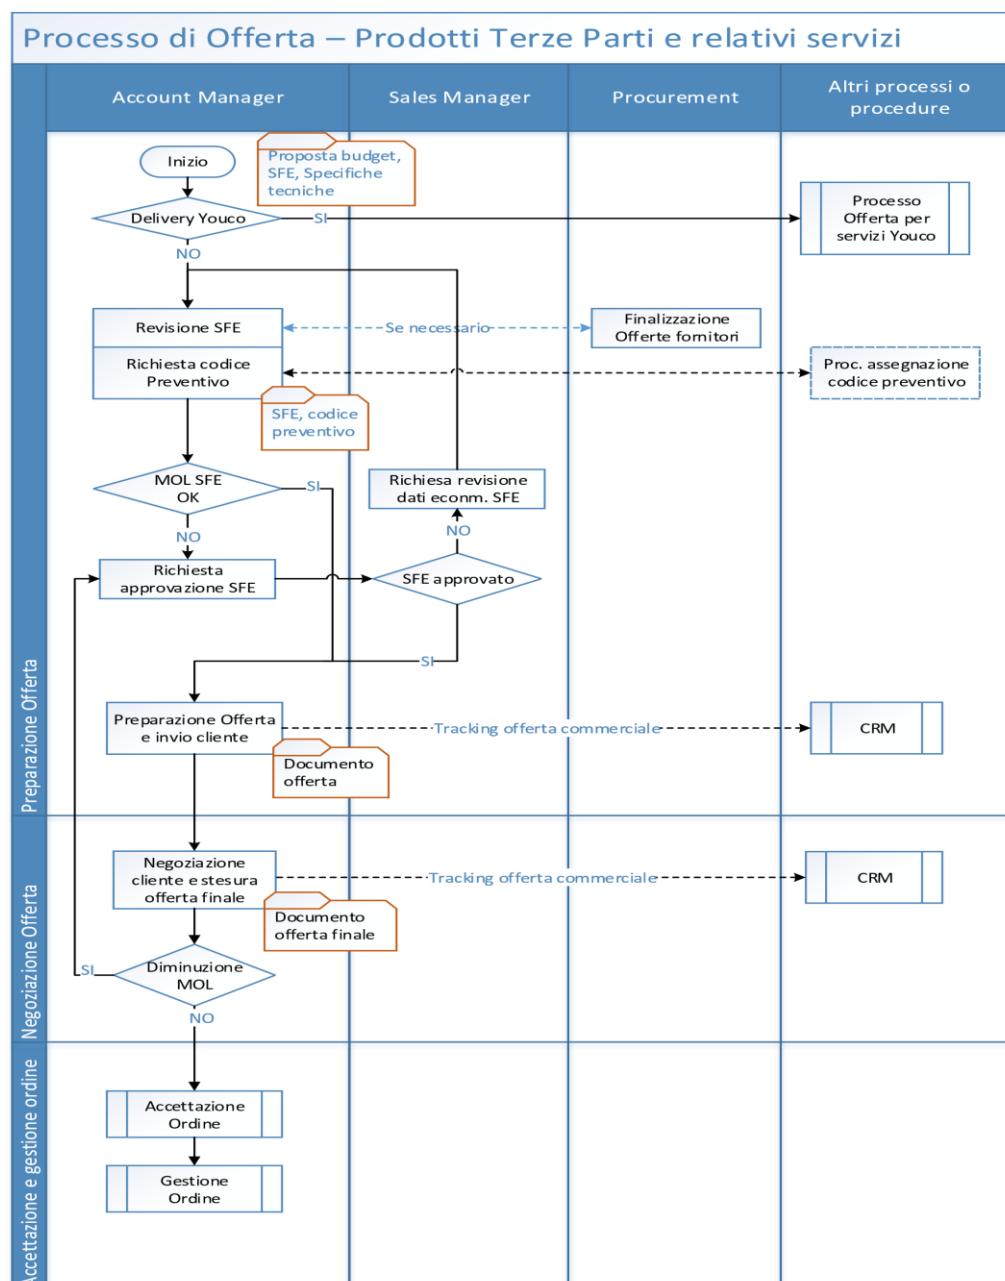 Processo di Offerta – Prodotti Terze Parti e relativi servizi
Account Manager
Sales Manager
Procurement
Altri processi o
procedure
Inizio
Proposta budget,
SFE, Specifiche
tecniche
Delivery Youco
SI
Processo
Offerta per
servizi Youco
NO
Revisione SFE
Se necessario
Finalizzazione
Offerte fornitori
Richiesta codice
Preventivo
Proc. assegnazione
codice preventivo
SFE, codice
preventivo
MOL SFE
OK
SI
Richiesa revisione
dati econm. SFE
NO
NO
Richiesta
approvazione SFE
SFE approvato
SI
Preparazione Offerta
Preparazione Offerta
e invio cliente
Tracking offerta commerciale
CRM
Documento
offerta
Negoziazione Offerta
Negoziazione
cliente e stesura
offerta finale
Tracking offerta commerciale
CRM
Documento
offerta finale
SI
Diminuzione
MOL
NO
Accettazione e gestione ordine
Accettazione
Ordine
Gestione
Ordine